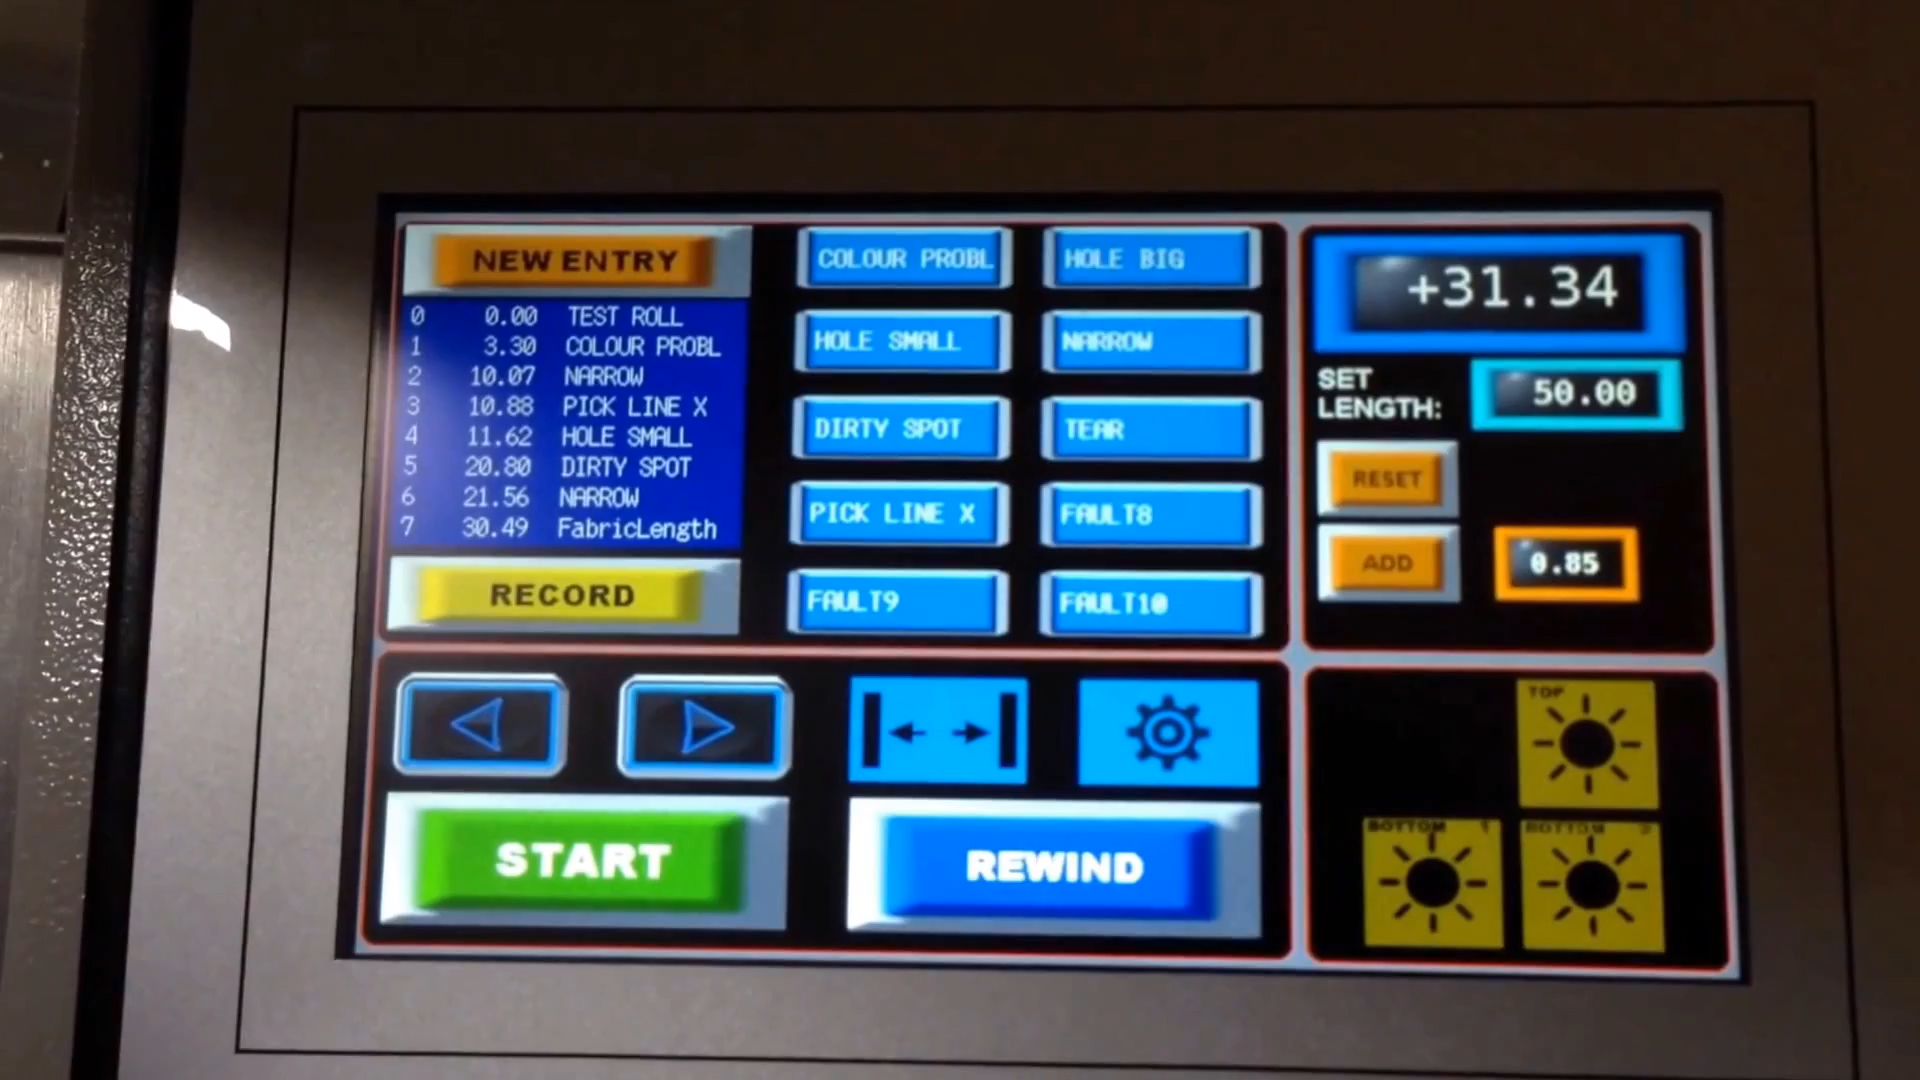 NEW ENTRY
0 0.00 TEST ROLL
1 3.30 COLOUR PROBL
2 10.07 NARROW
3 10.88 PICK LINE X
4 11.62 HOLE SMALL
5 20.80 DIRTY SPOT
6 21.56 NARROW
7 30.49 FabricLength
RECORD
COLOUR PROBL
HOLE BIG
HOLE SMALL
NARROW
DIRTY SPOT
TEAR
PICK LINE X
FAULT8
FAULT9
FAULT10
+31.34
SET
LENGTH:
50.00
RESET
ADD
0.85
START
REWIND
TOP
BOTTOM 1
BOTTOM 2